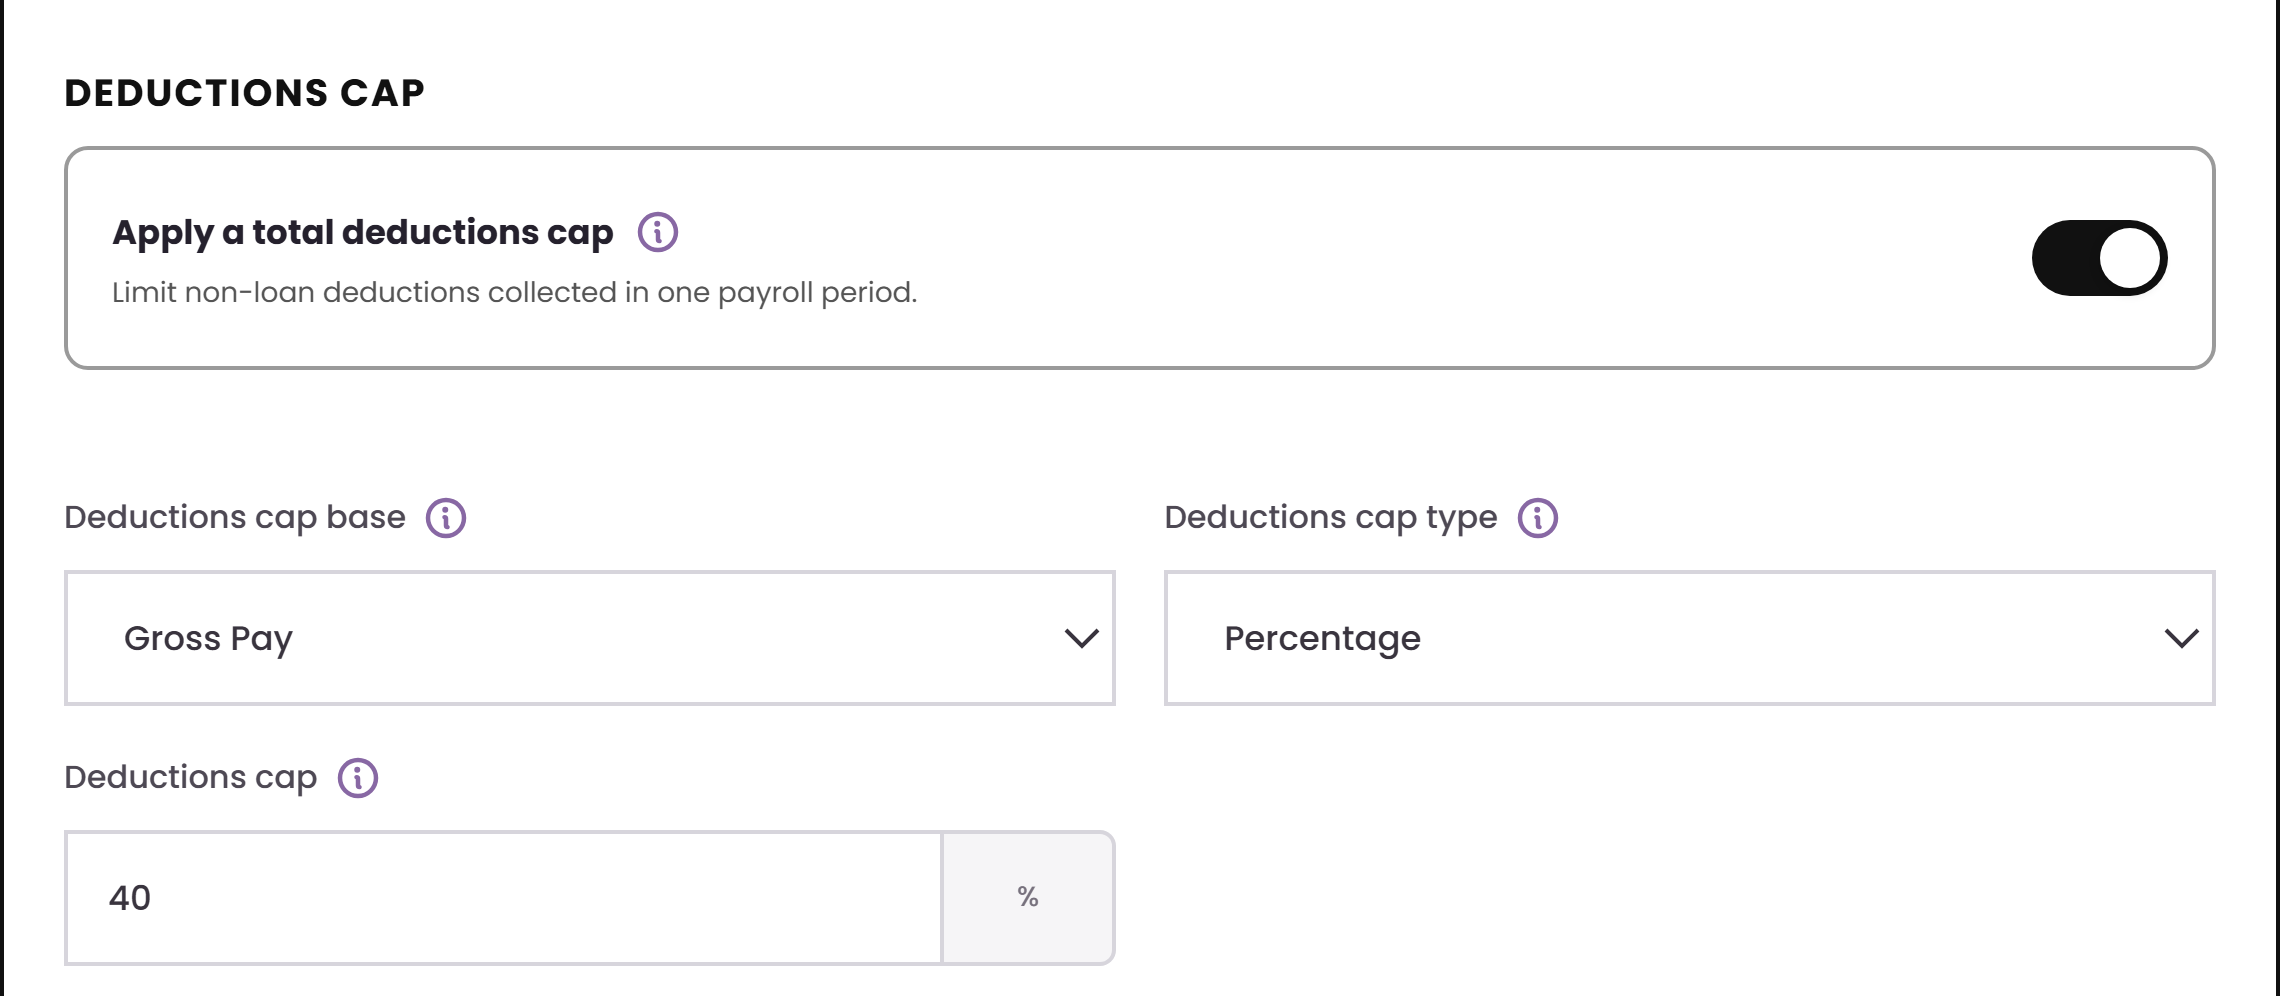 DEDUCTIONS CAP
Apply a total deductions cap
Limit non-loan deductions collected in one payroll period.
Deductions cap base
Deductions cap type
Gross Pay
Percentage
Deductions cap
40
%